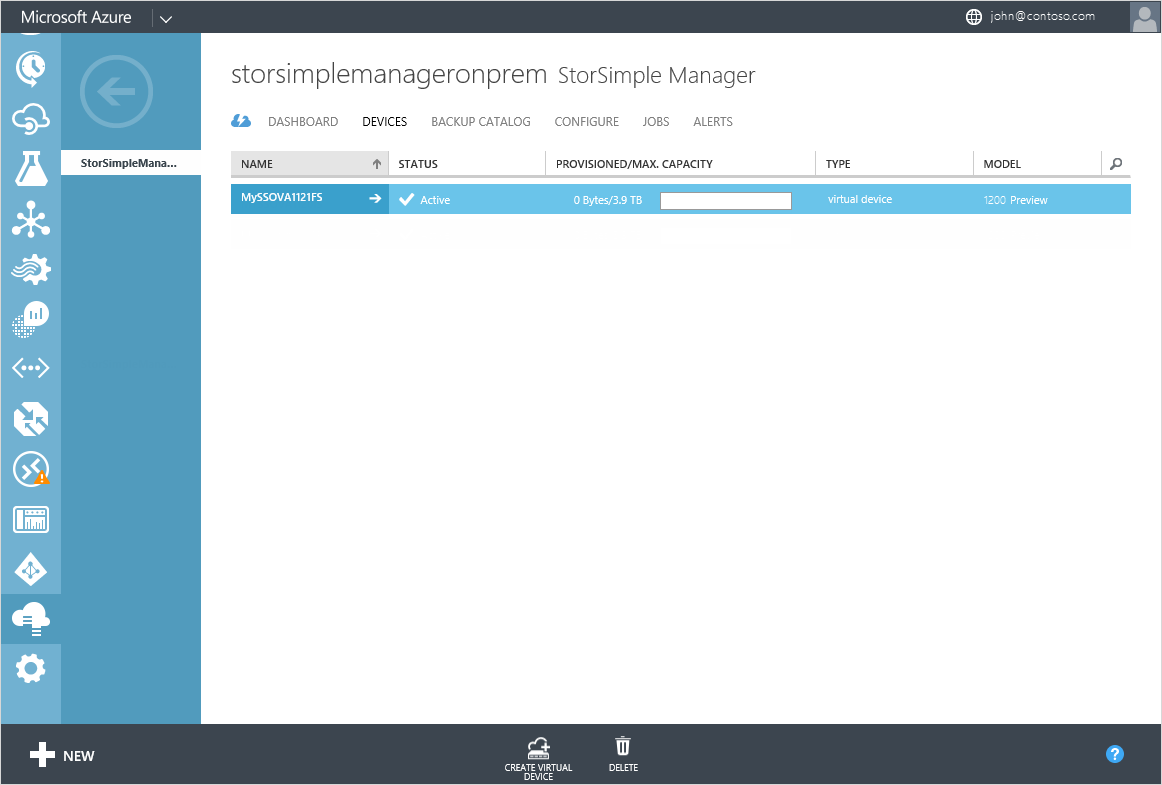 Microsoft Azure
john@contoso.com
storsimplemanageronprem StorSimple Manager
DASHBOARD DEVICES BACKUP CATALOG CONFIGURE JOBS ALERTS
StorSimpleMana...
NAME STATUS PROVISIONED/MAX. CAPACITY TYPE MODEL
MySSOVA1121FS Active 0 Bytes/3.9 TB virtual device 1200 Preview
NEW
CREATE VIRTUAL
DEVICE
DELETE
?